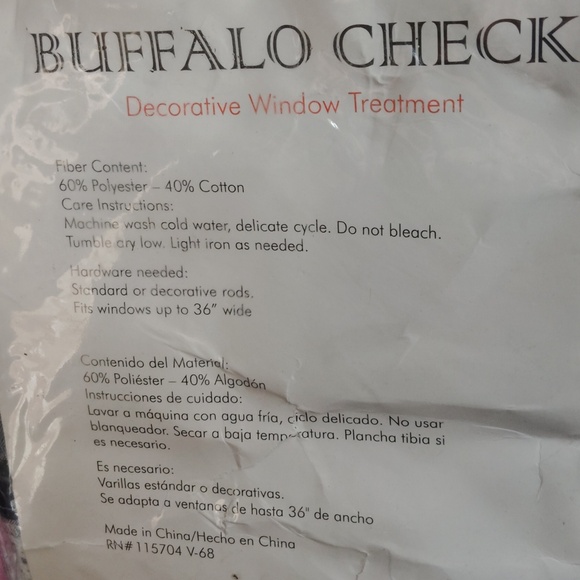 BUFFALO CHECK
Decorative Window Treatment
Fiber Content:
60% Polyester – 40% Cotton
Care Instructions:
Machine wash cold water, delicate cycle. Do not bleach.
Tumble dry low. Light iron as needed.
Hardware needed:
Standard or decorative rods.
Fits windows up to 36" wide
Contenido del Material:
60% Poliéster – 40% Algodón
Instrucciones de cuidado:
Lavar a máquina con agua fría, ciclo delicado. No usar
blanqueador. Secar a baja temperatura. Plancha tibia si
es necesario.
Es necesario:
Varillas estándar o decorativas.
Se adapta a ventanas de hasta 36" de ancho
Made in China/Hecho en China
RN# 115704 V-68